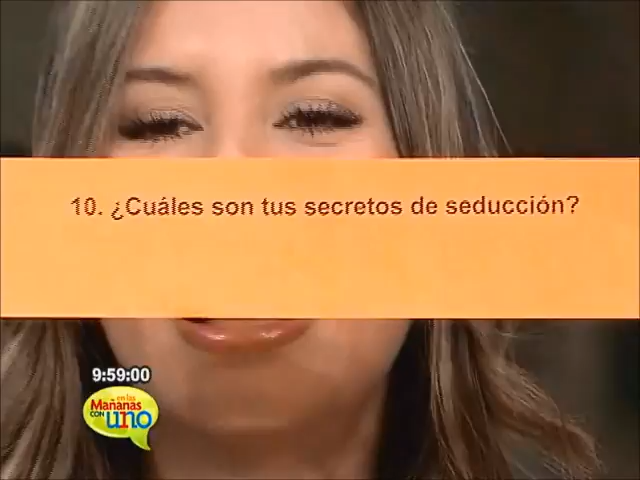 10. ¿Cuáles son tus secretos de seducción?
9:59:00
en las
Mañanas
CON uno